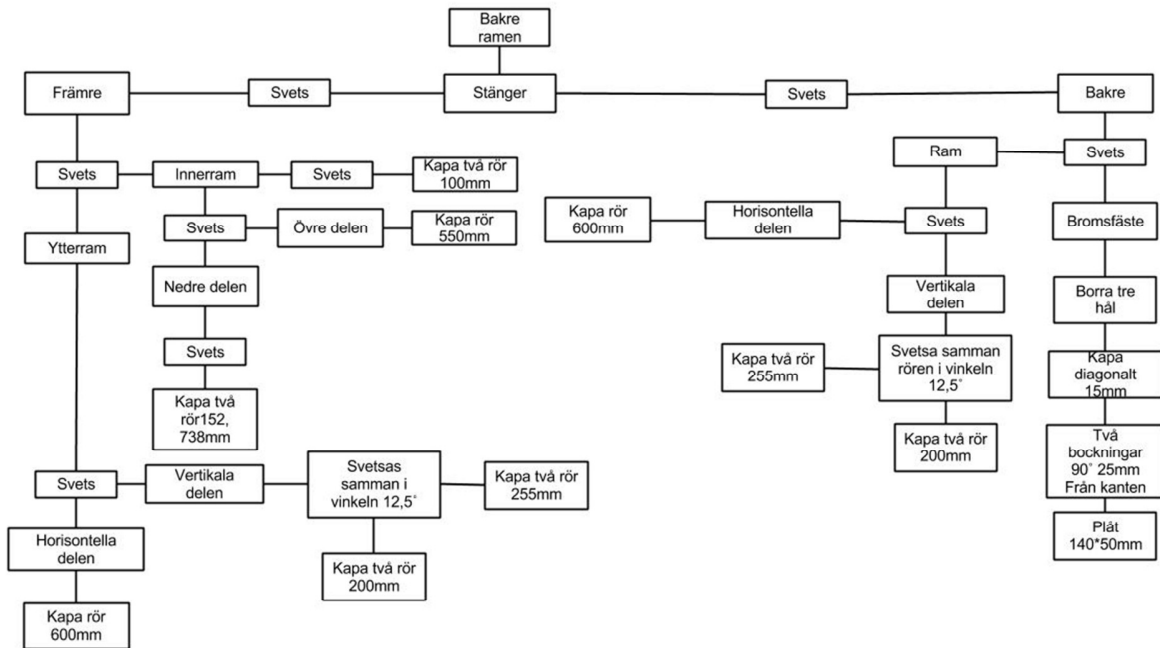 Bakre
ramen
Främre
Svets
Stänger
Svets
Bakre
Svets
Innerram
Svets
Kapa två rör
100mm
Ram
Svets
Svets
Övre delen
Kapa rör
550mm
Kapa rör
600mm
Horisontella
delen
Svets
Bromsfäste
Ytterram
Nedre delen
Vertikala
delen
Borra tre
hål
Svets
Kapa två rör
255mm
Svetsa samman
rören i vinkeln
12,5°
Kapa
diagonalt
15mm
Kapa två
rör152,
738mm
Kapa två rör
200mm
Två
bockningar
90° 25mm
Från kanten
Svets
Vertikala
delen
Svetsas
samman i
vinkeln 12,5°
Kapa två rör
255mm
Plåt
140*50mm
Horisontella
delen
Kapa två rör
200mm
Kapa rör
600mm